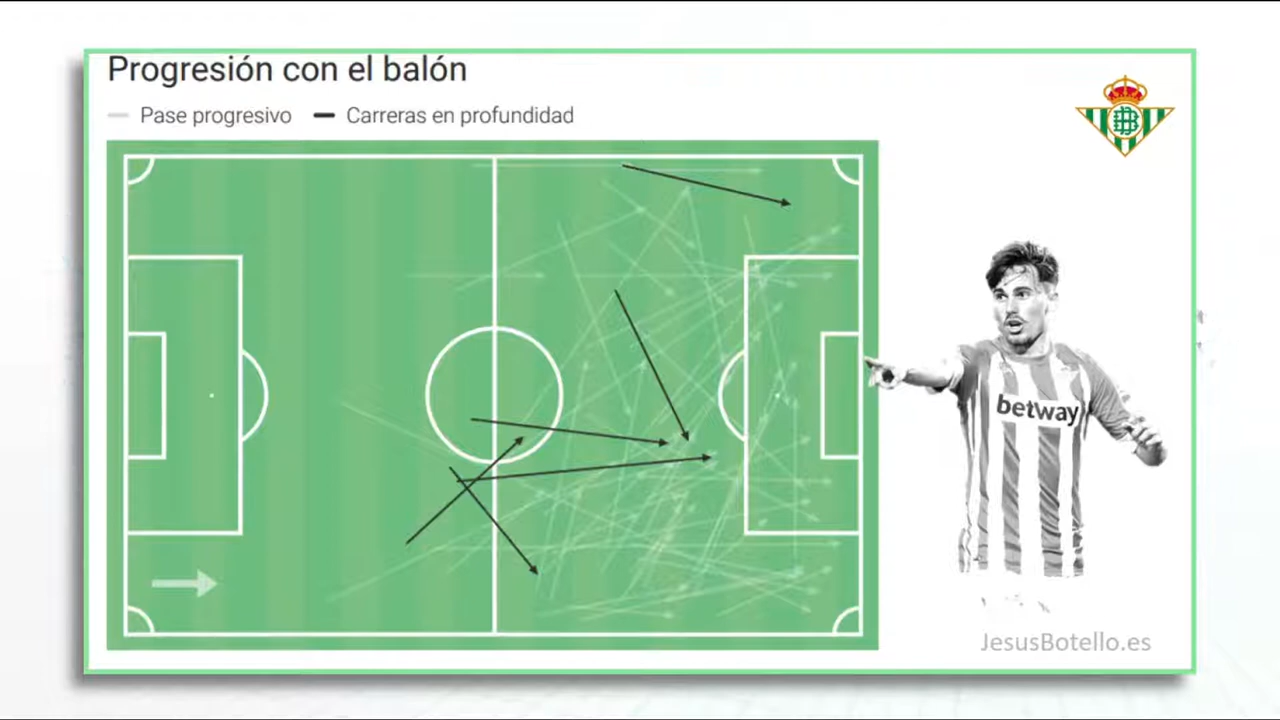 Progresión con el balón
Pase progresivo
Carreras en profundidad
betway
JesusBotello.es